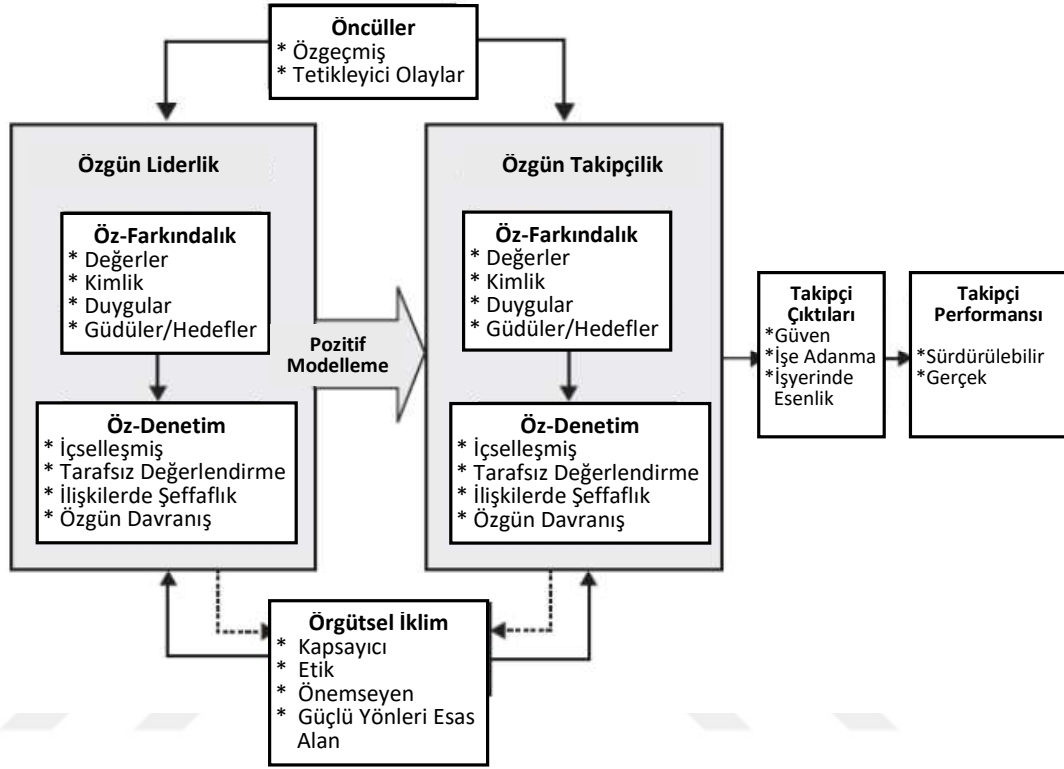 Öncüller
* Özgeçmiş
* Tetikleyici Olaylar
Özgün Liderlik
Öz-Farkındalık
* Değerler
* Kimlik
* Duygular
* Güdüler/Hedefler
Öz-Denetim
* İçselleşmiş
* Tarafsız Değerlendirme
* İlişkilerde Şeffaflık
* Özgün Davranış
Pozitif
Modelleme
Özgün Takipçilik
Öz-Farkındalık
* Değerler
* Kimlik
* Duygular
* Güdüler/Hedefler
Öz-Denetim
* İçselleşmiş
* Tarafsız Değerlendirme
* İlişkilerde Şeffaflık
* Özgün Davranış
Takipçi
Çıktıları
*Güven
*İşe Adanma
*İşyerinde
Esenlik
Takipçi
Performansı
*Sürdürülebilir
*Gerçek
Örgütsel İklim
* Kapsayıcı
* Etik
* Önemseyen
* Güçlü Yönleri Esas
Alan